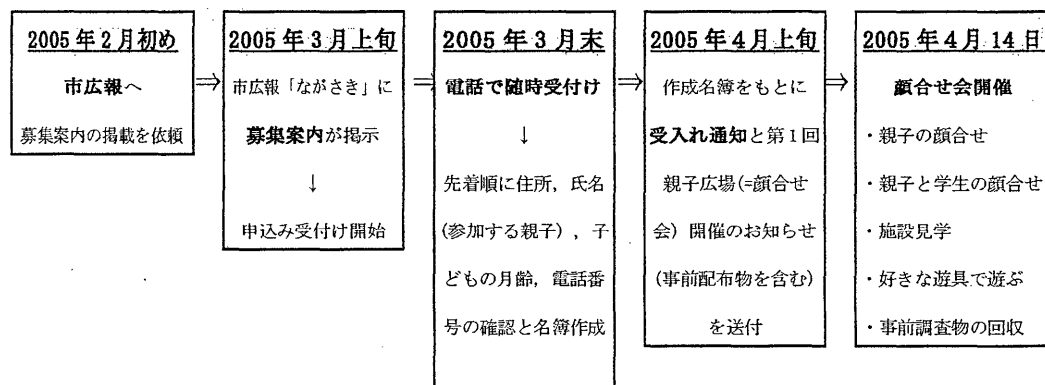 2005年2月初め
市広報へ
募集案内の掲載を依頼
⇒
2005年3月上旬
市広報「ながさき」に
募集案内が掲示
↓
申込み受付け開始
⇒
2005年3月末
電話で随時受付け
↓
先着順に住所，氏名
(参加する親子)，子
どもの月齢，電話番
号の確認と名簿作成
⇒
2005年4月上旬
作成名簿をもとに
受入れ通知と第1回
親子広場(=顔合せ
会) 開催のお知らせ
(事前配布物を含む)
を送付
⇒
2005年4月14日
顔合せ会開催
・親子の顔合せ
・親子と学生の顔合せ
・施設見学
・好きな遊具で遊ぶ
・事前調査物の回収